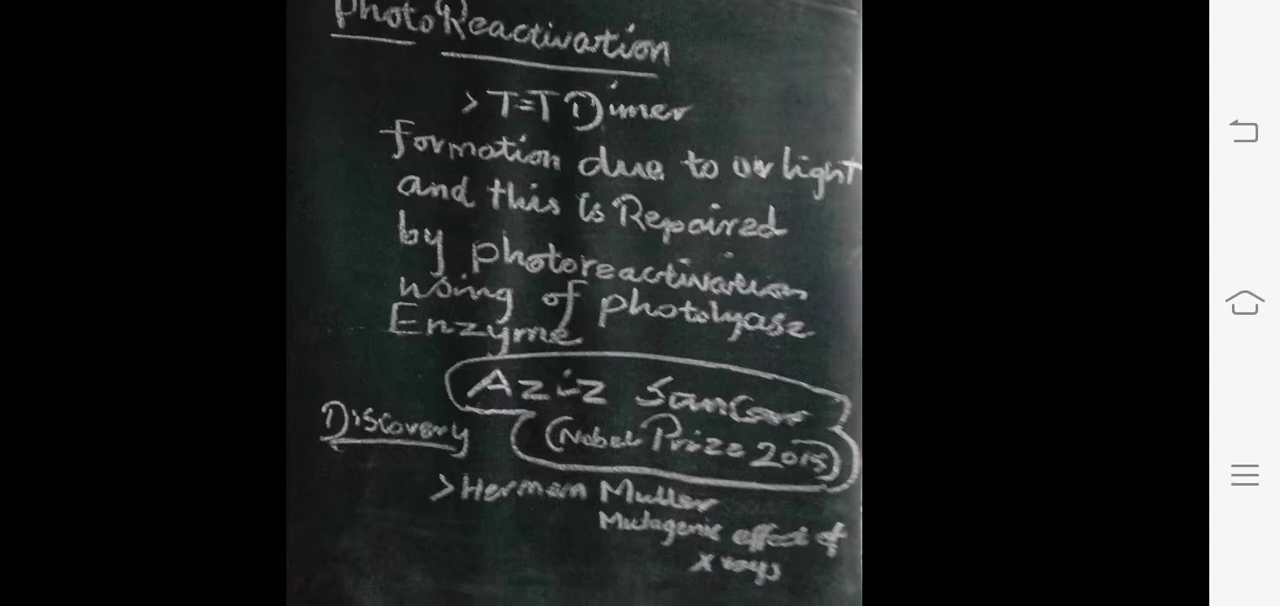 PhotoReactivation
> T=T Dimer
formation due to uv light
and this is Repaired
by photoreactivation
using of photolyase
Enzyme
Aziz Sancar
Discovery (Nobel Prize 2015)
> Herman Muller
Mutagenic effect of
X rays